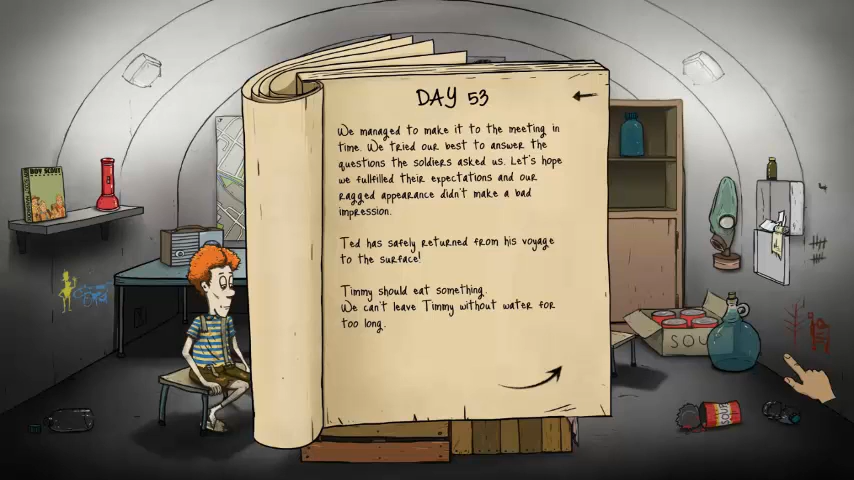 DAY 53
We managed to make it to the meeting in
time. We tried our best to answer the
questions the soldiers asked us. Let's hope
we fulfilled their expectations and our
ragged appearance didn't make a bad
impression.
Ted has safely returned from his voyage
to the surface!
Timmy should eat something.
We can't leave Timmy without water for
too long.
BOY SCOUT
SOU
SOUP